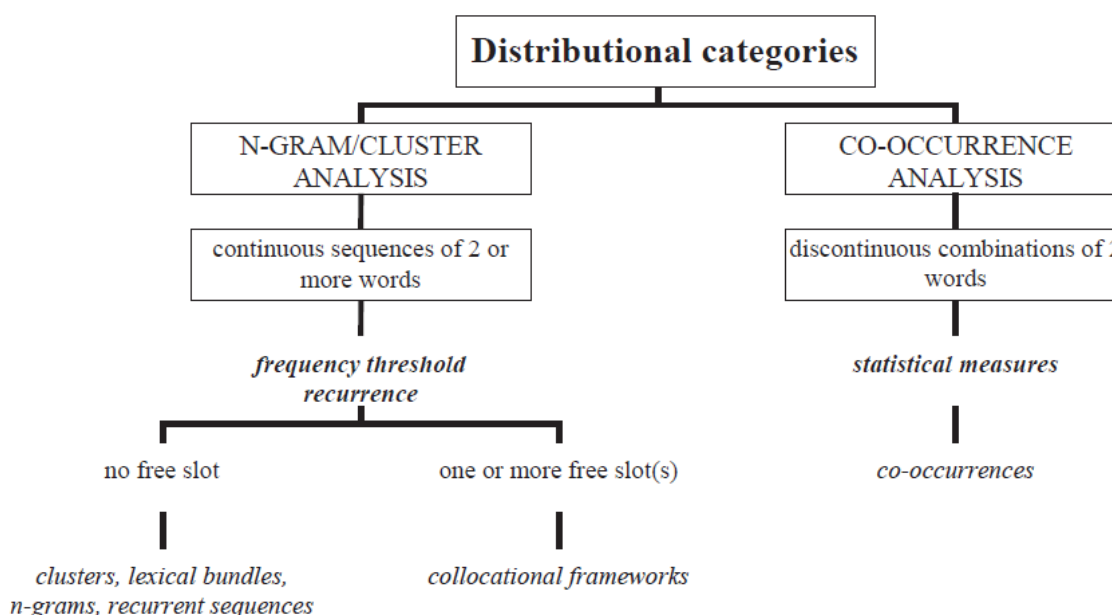 Distributional categories
N-GRAM/CLUSTER
ANALYSIS
CO-OCCURRENCE
ANALYSIS
continuous sequences of 2 or
more words
discontinuous combinations of 2
words
frequency threshold
recurrence
statistical measures
no free slot
one or more free slot(s)
co-occurrences
clusters, lexical bundles,
n-grams, recurrent sequences
collocational frameworks